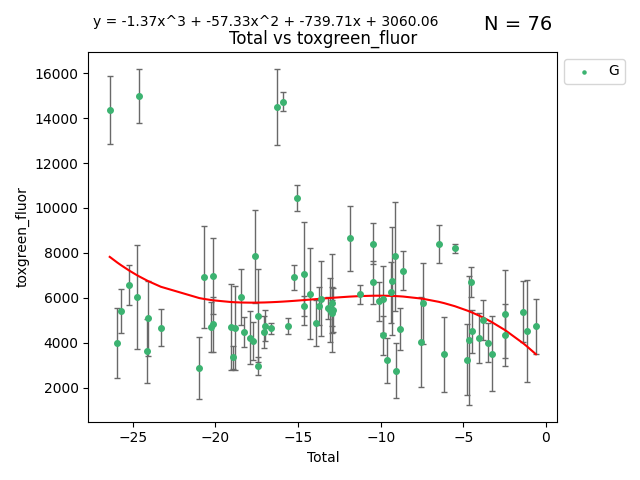 y = -1.37x^3 + -57.33x^2 + -739.71x + 3060.06
N = 76
Total vs toxgreen_fluor
G
16000
14000
12000
10000
8000
6000
4000
2000
toxgreen_fluor
−25
−20
−15
−10
−5
0
Total